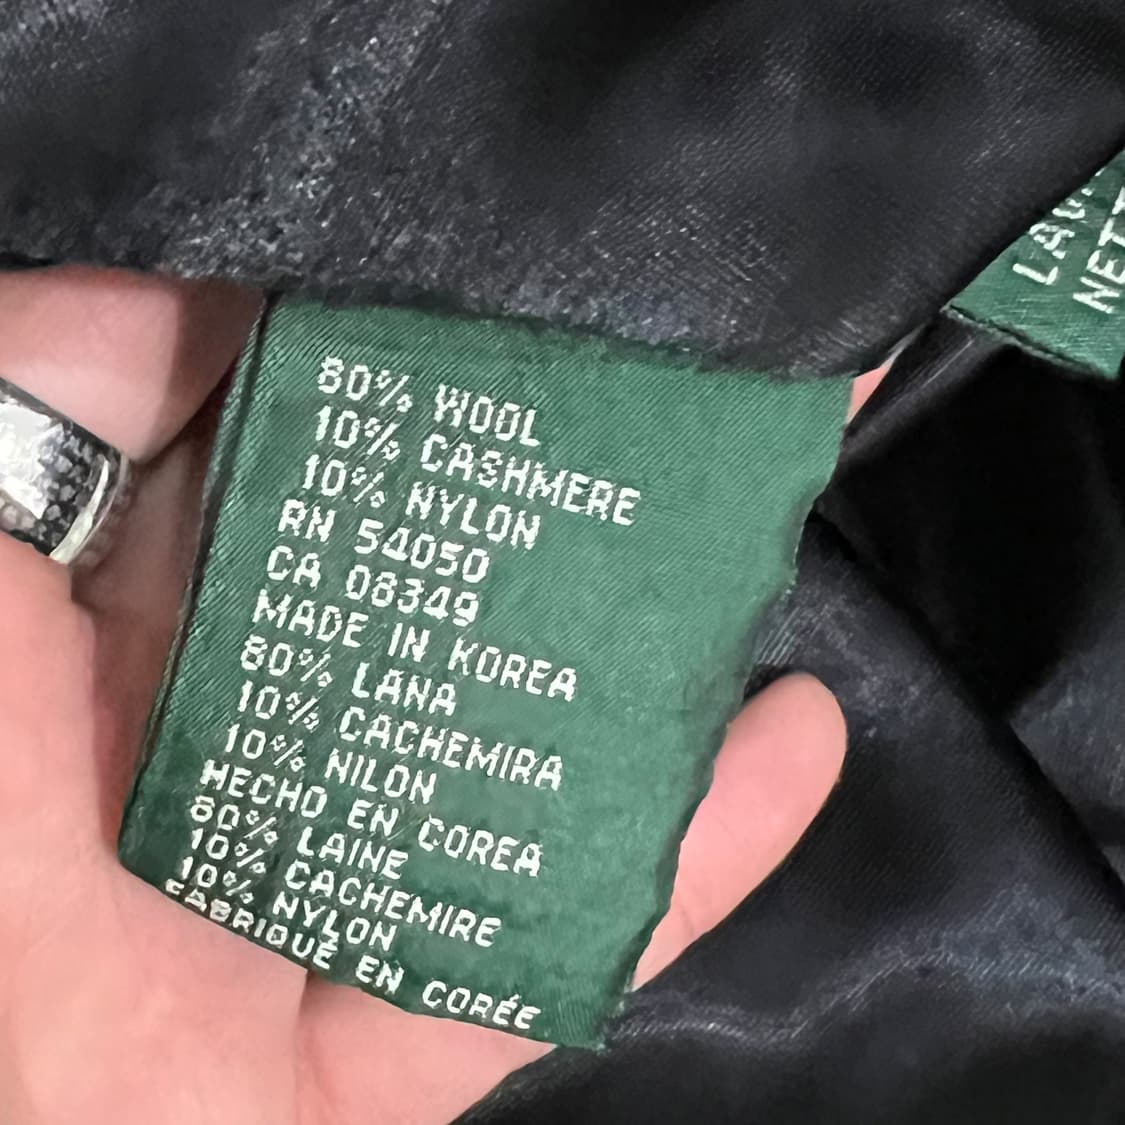 80% WOOL
10% CASHMERE
10% NYLON
RN 54050
CA 08349
MADE IN KOREA
80% LANA
10% CACHEMIRA
10% NILON
HECHO EN COREA
80% LAINE
10% CACHEMIRE
10% NYLON
FABRIQUÉ EN CORÉE